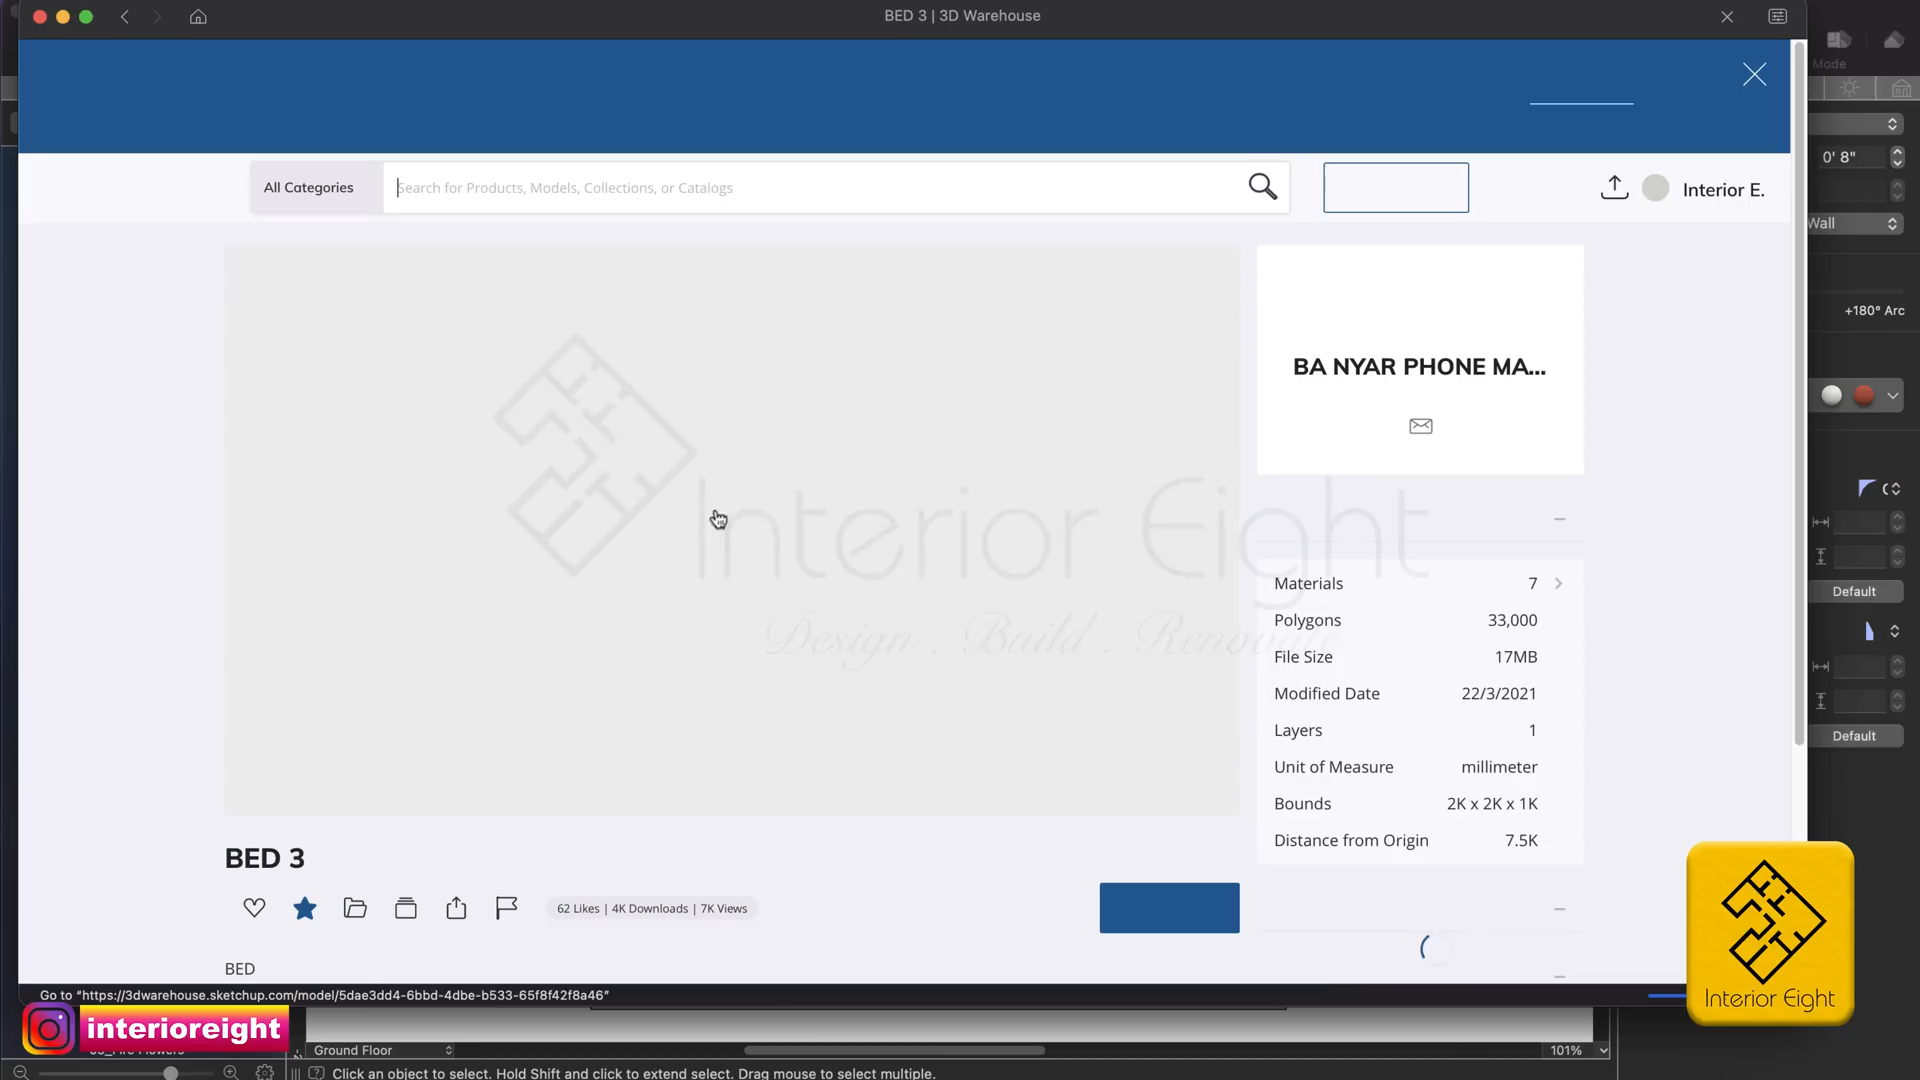 BED 3 | 3D Warehouse
Mode
All Categories
Search for Products, Models, Collections, or Catalogs
Interior E.
0' 8"
Wall
+180° Arc
BA NYAR PHONE MA...
Interior Eight
Design . Build . Renovate
Materials 7
Polygons 33,000
File Size 17MB
Modified Date 22/3/2021
Layers 1
Unit of Measure millimeter
Bounds 2K x 2K x 1K
Distance from Origin 7.5K
Default
Default
BED 3
62 Likes | 4K Downloads | 7K Views
BED
Go to "https://3dwarehouse.sketchup.com/model/5dae3dd4-6bbd-4dbe-b533-65f8f42f8a46"
Interior Eight
interioreight
Ground Floor
101%
Click an object to select. Hold Shift and click to extend select. Drag mouse to select multiple.